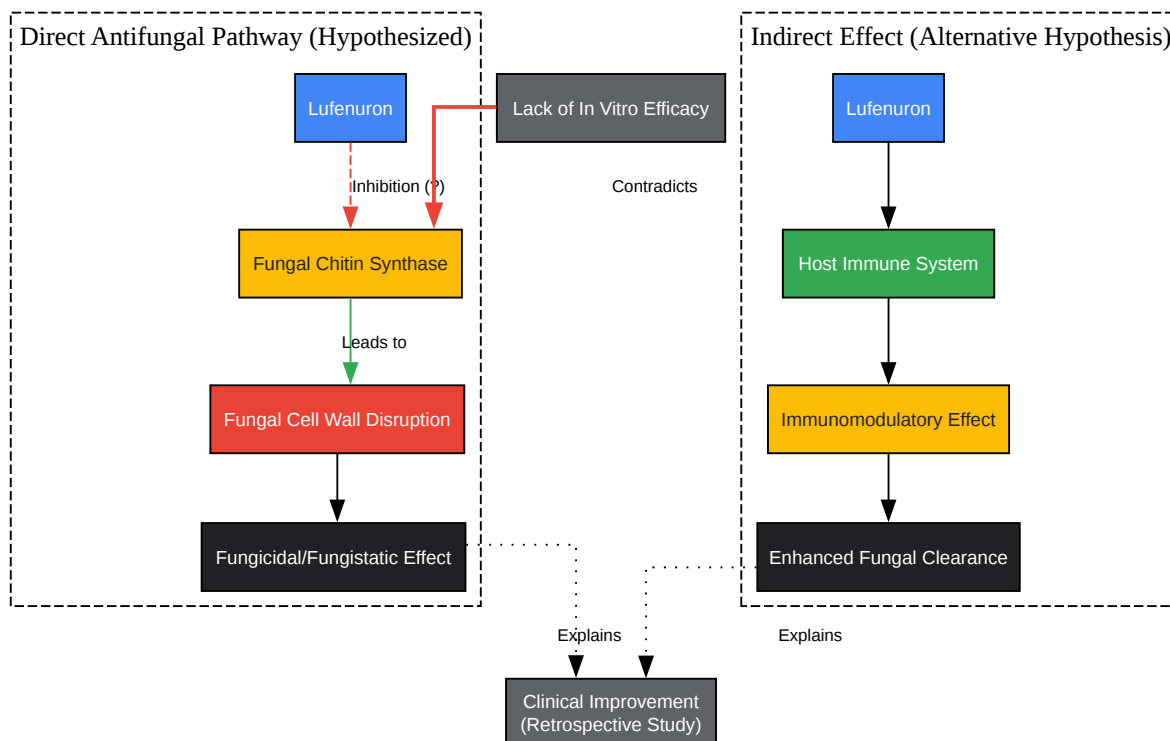 Direct Antifungal Pathway (Hypothesized)
Indirect Effect (Alternative Hypothesis)
Lufenuron
Lack of In Vitro Efficacy
Lufenuron
Inhibition (?)
Contradicts
Fungal Chitin Synthase
Host Immune System
Leads to
Fungal Cell Wall Disruption
Immunomodulatory Effect
Fungicidal/Fungistatic Effect
Enhanced Fungal Clearance
Explains
Explains
Clinical Improvement
(Retrospective Study)